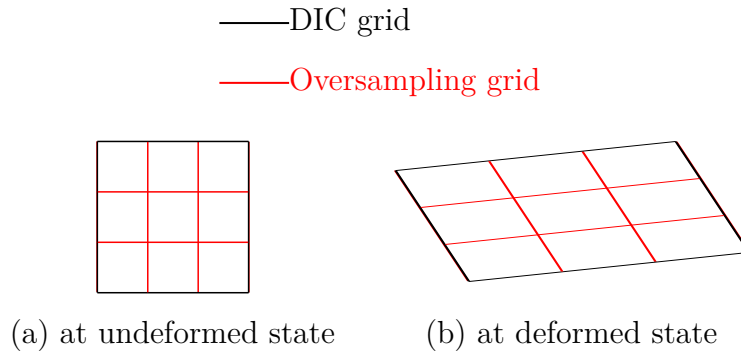 DIC grid
Oversampling grid
(a) at undeformed state
(b) at deformed state